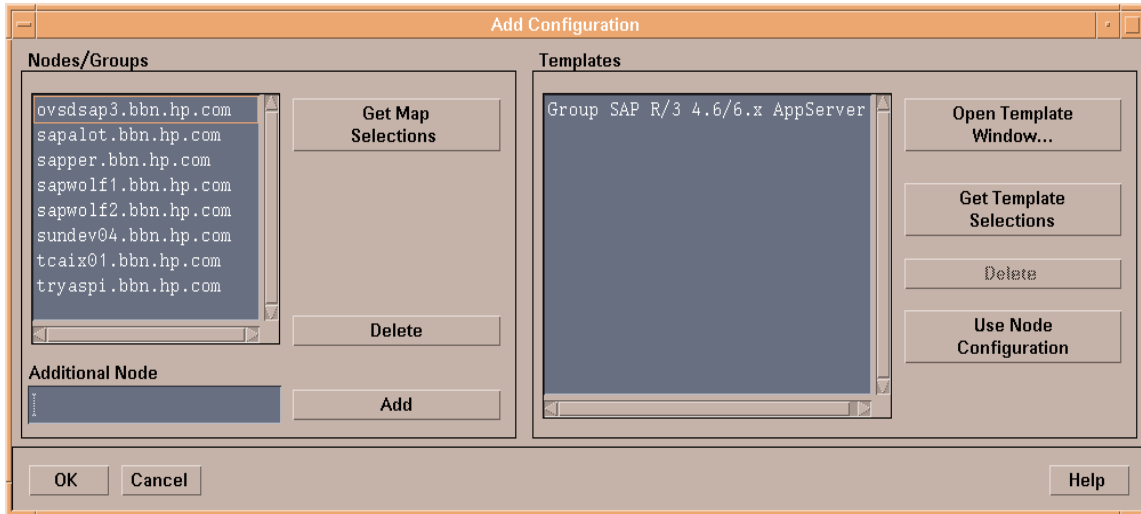 Add Configuration
Nodes/Groups
ovsdsap3.bbn.hp.com
sapalot.bbn.hp.com
sapper.bbn.hp.com
sapwolf1.bbn.hp.com
sapwolf2.bbn.hp.com
sundev04.bbn.hp.com
tcaix01.bbn.hp.com
tryaspi.bbn.hp.com
Get Map
Selections
Delete
Additional Node
Add
Templates
Group SAP R/3 4.6/6.x AppServer
Open Template
Window...
Get Template
Selections
Delete
Use Node
Configuration
OK
Cancel
Help